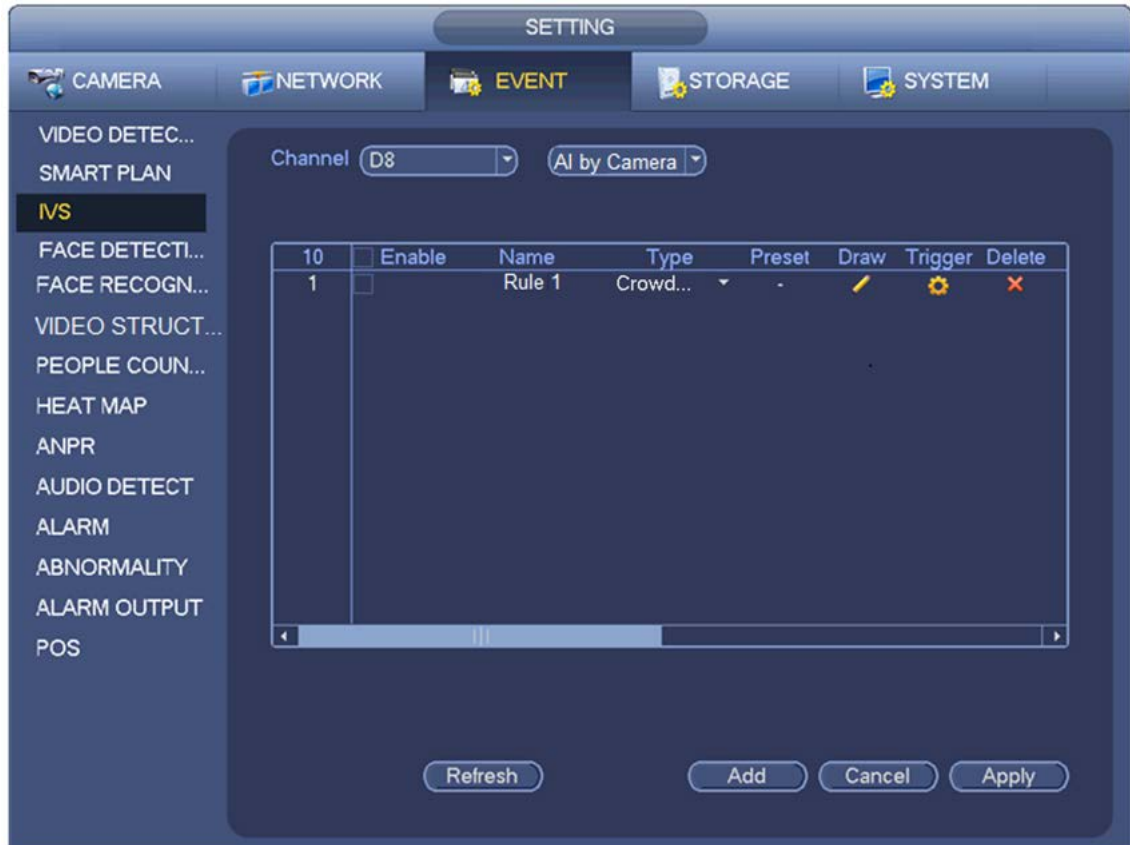 SETTING
CAMERA NETWORK EVENT STORAGE SYSTEM
VIDEO DETEC...
SMART PLAN
IVS
FACE DETECTI...
FACE RECOGN...
VIDEO STRUCT...
PEOPLE COUN...
HEAT MAP
ANPR
AUDIO DETECT
ALARM
ABNORMALITY
ALARM OUTPUT
POS
Channel D8 AI by Camera
10 Enable Name Type Preset Draw Trigger Delete
1 Rule 1 Crowd... -
Refresh Add Cancel Apply